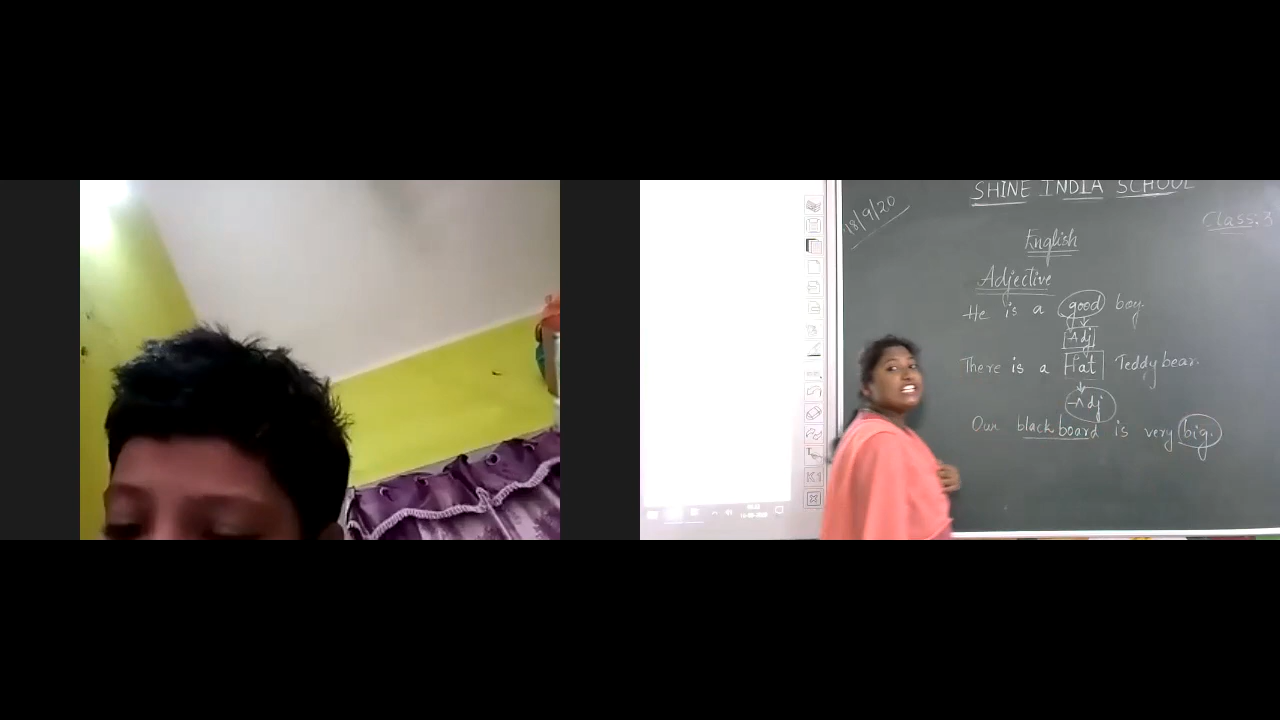 SHINE INDIA SCHOOL
18/9/20
Class: 3
English
Adjective
He is a good boy.
Adj
There is a fat Teddy bear.
Adj
Our black board is very big.